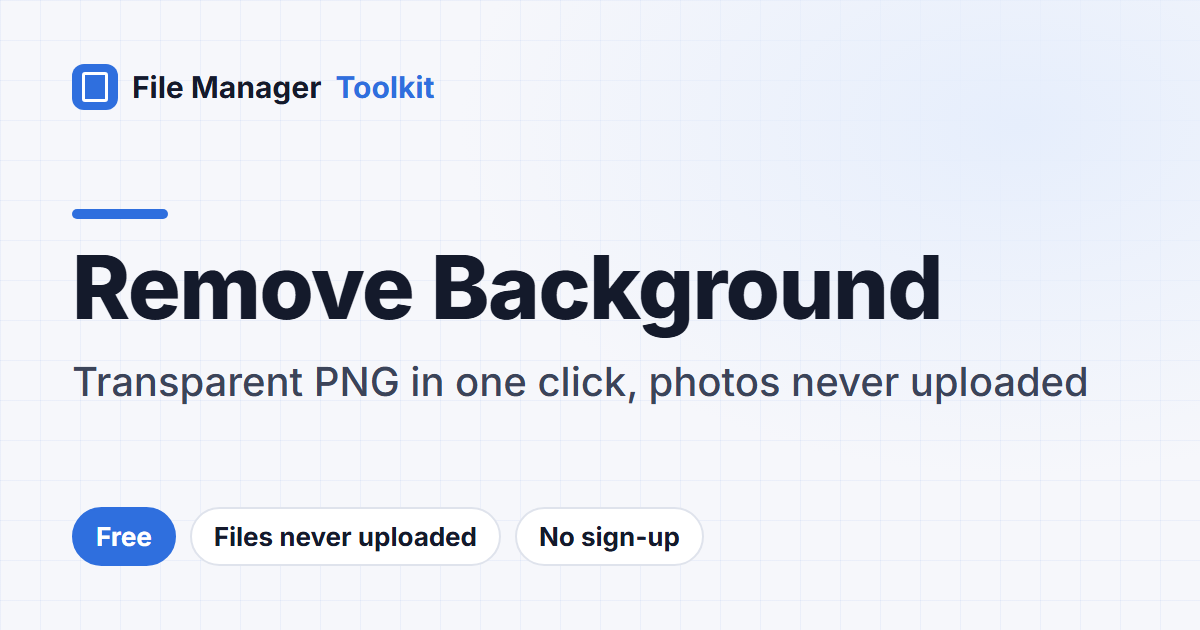 File Manager Toolkit
Remove Background
Transparent PNG in one click, photos never uploaded
Free
Files never uploaded
No sign-up